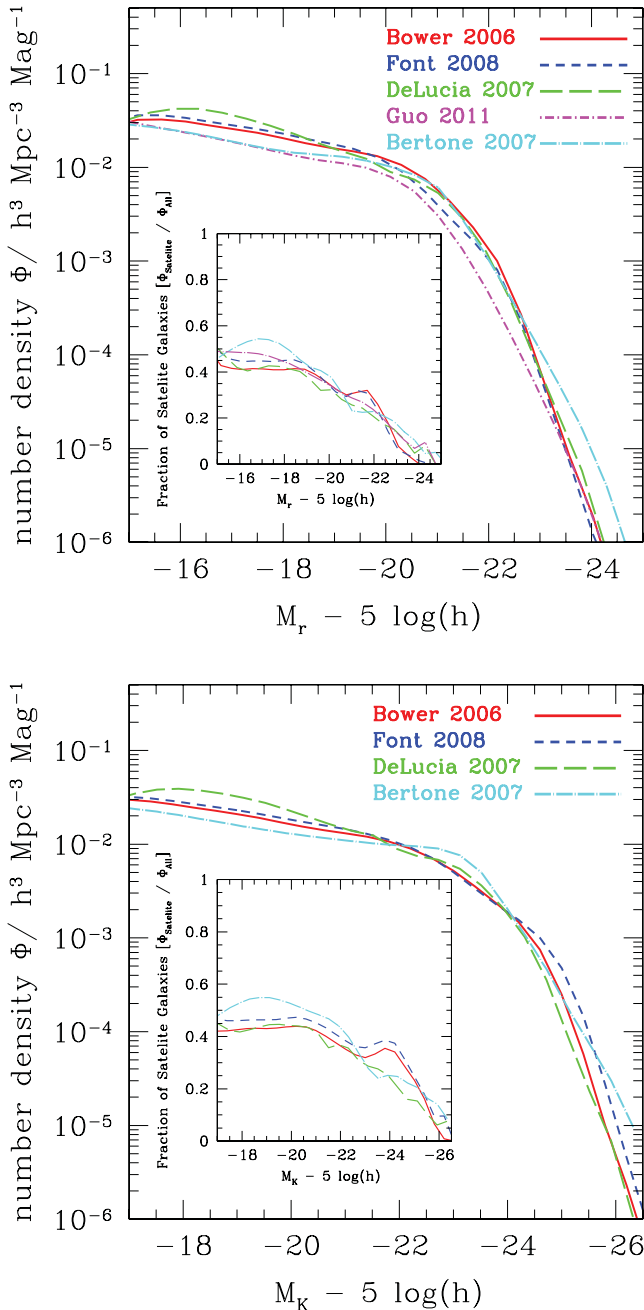 Bower 2006
Font 2008
DeLucia 2007
Guo 2011
Bertone 2007
number density Φ/ h³ Mpc⁻³ Mag⁻¹
10⁻¹
10⁻²
10⁻³
10⁻⁴
10⁻⁵
10⁻⁶
Fraction of Satelite Galaxies [Φ_Satelite / Φ_All]
1
0.8
0.6
0.4
0.2
0
−16 −18 −20 −22 −24
M_r − 5 log(h)
−16 −18 −20 −22 −24
M_r − 5 log(h)
Bower 2006
Font 2008
DeLucia 2007
Bertone 2007
number density Φ/ h³ Mpc⁻³ Mag⁻¹
10⁻¹
10⁻²
10⁻³
10⁻⁴
10⁻⁵
10⁻⁶
Fraction of Satelite Galaxies [Φ_Satelite / Φ_All]
1
0.8
0.6
0.4
0.2
0
−18 −20 −22 −24 −26
M_K − 5 log(h)
−18 −20 −22 −24 −26
M_K − 5 log(h)